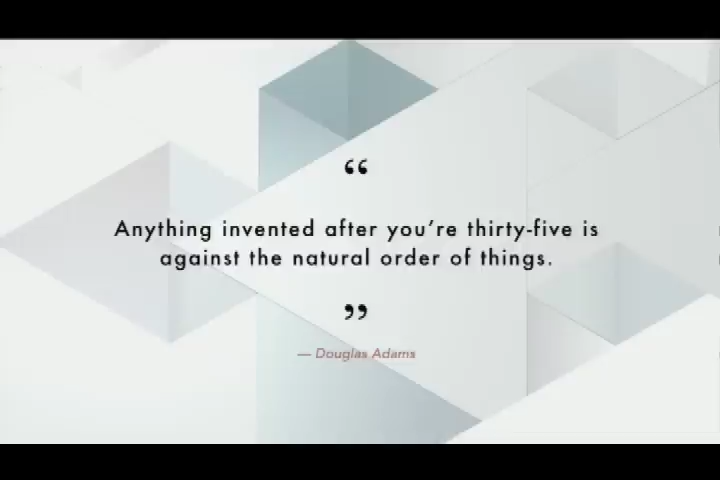 “
Anything invented after you’re thirty-five is
against the natural order of things.
”
— Douglas Adams